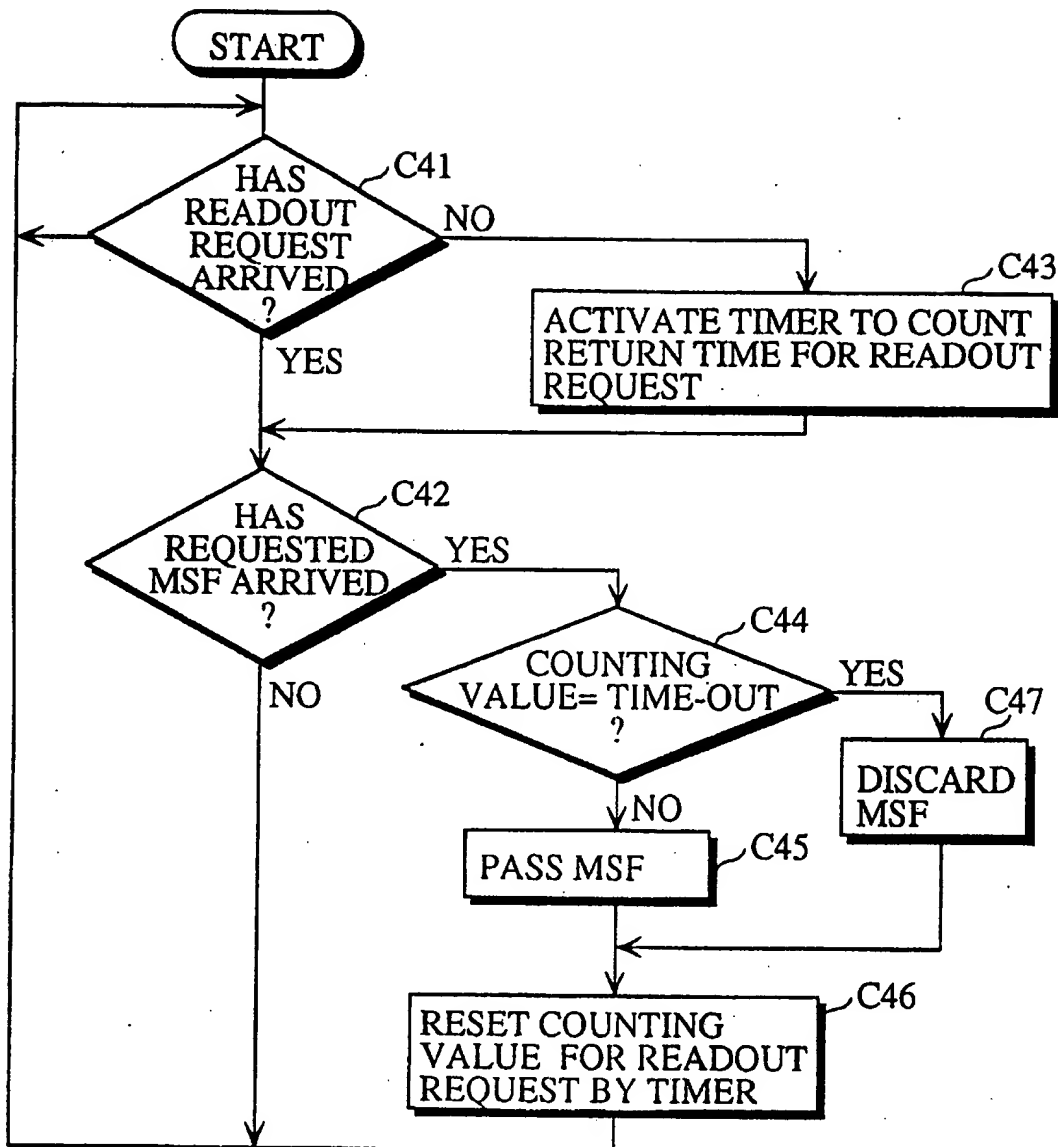 START
C41
HAS
READOUT
REQUEST
ARRIVED
?
NO
YES
C43
ACTIVATE TIMER TO COUNT
RETURN TIME FOR READOUT
REQUEST
C42
HAS
REQUESTED
MSF ARRIVED
?
YES
NO
C44
COUNTING
VALUE= TIME-OUT
?
YES
NO
C47
DISCARD
MSF
C45
PASS MSF
C46
RESET COUNTING
VALUE FOR READOUT
REQUEST BY TIMER